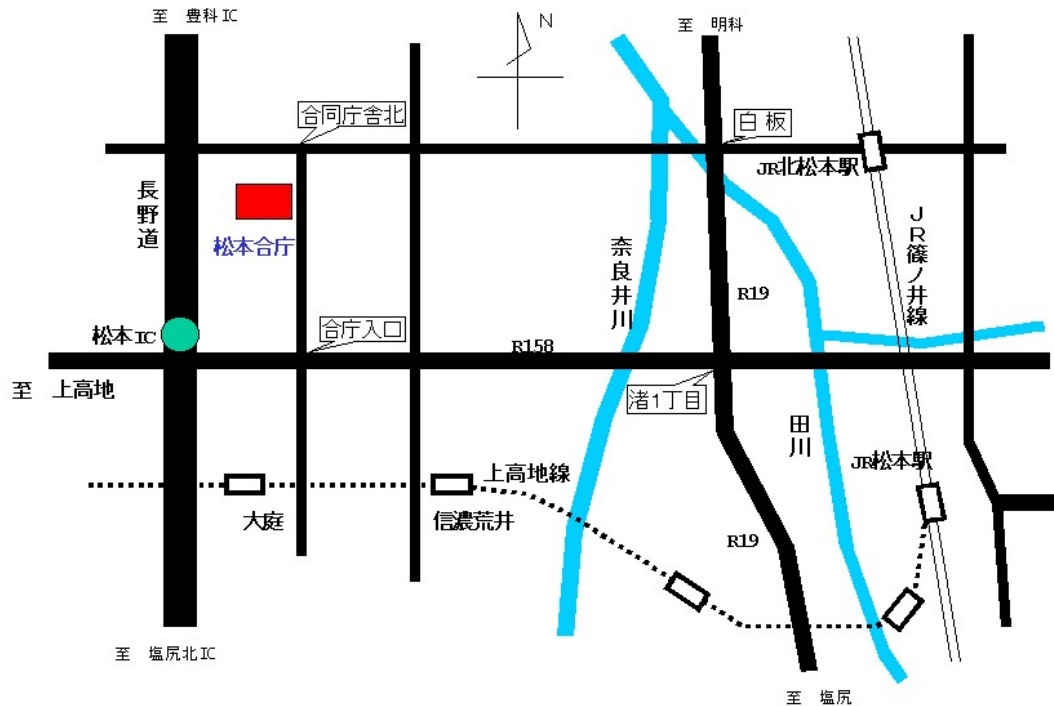 至 豊科IC
N
至 明科
合同庁舎北
白板
JR北松本駅
長野道
松本合庁
奈良井川
JR篠ノ井線
R19
松本IC
合庁入口
R158
至 上高地
渚1丁目
田川
上高地線
JR松本駅
大庭
信濃荒井
R19
至 塩尻北IC
至 塩尻